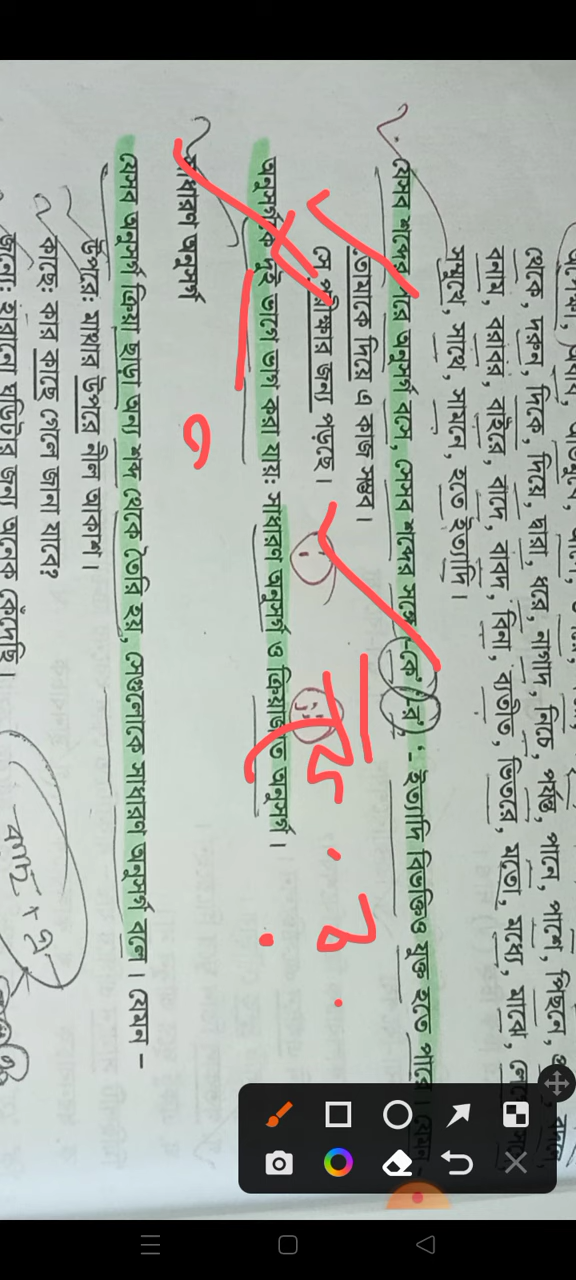 অপেক্ষা,
থেকে, দরুন, দিকে, দিয়ে, দ্বারা, ধরে, নাগাদ, নিচে, পর্যন্ত, পানে, পাশে, পিছনে,
বনাম, বরাবর, বাইরে, বাদে, বাবদ, বিনা, ব্যতীত, ভিতরে, মতো, মধ্যে, মাঝে,
সম্মুখে, সাথে, সামনে, হতে ইত্যাদি।
যেসব শব্দের পরে অনুসর্গ বসে, সেসব শব্দের সঙ্গে '-কে' '-র' '- ইত্যাদি বিভক্তিও যুক্ত হতে পারে। যেমন -
তোমাকে দিয়ে এ কাজ সম্ভব।
সে পরীক্ষার জন্য পড়ছে।
অনুসর্গকে দুই ভাগে ভাগ করা যায়: সাধারণ অনুসর্গ ও ক্রিয়াজাত অনুসর্গ।
সাধারণ অনুসর্গ
যেসব অনুসর্গ ক্রিয়া ছাড়া অন্য শব্দ থেকে তৈরি হয়, সেগুলোকে সাধারণ অনুসর্গ বলে। যেমন -
উপরে: মাথার উপরে নীল আকাশ।
কাছে: কার কাছে গেলে জানা যাবে?
জন্যে: হারানো ঘড়িটার জন্য অনেক কেঁদেছি।